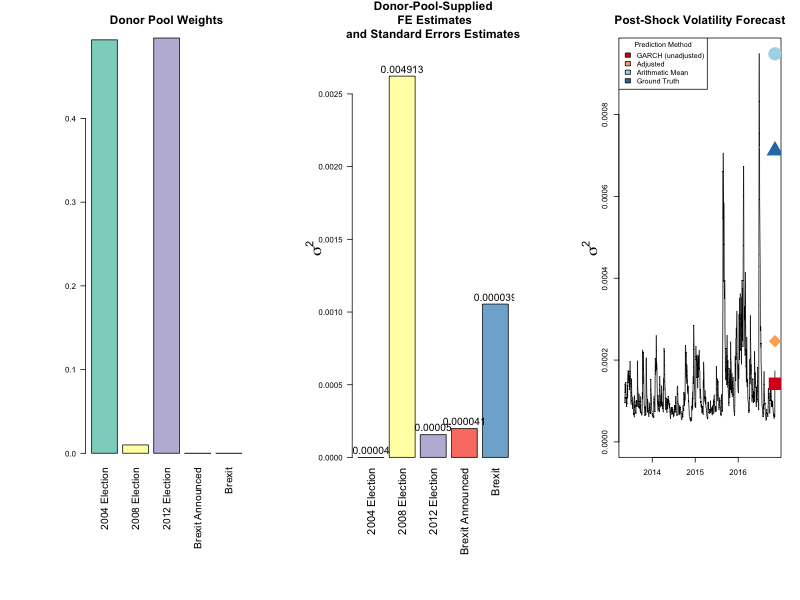 Donor Pool Weights
0.4
0.3
0.2
0.1
0.0
2004 Election
2008 Election
2012 Election
Brexit Announced
Brexit
Donor-Pool-Supplied
FE Estimates
and Standard Errors Estimates
σ²
0.0025
0.0020
0.0015
0.0010
0.0005
0.0000
0.00004
0.004913
0.00005
0.000041
0.000039
2004 Election
2008 Election
2012 Election
Brexit Announced
Brexit
Post-Shock Volatility Forecast
Prediction Method
GARCH (unadjusted)
Adjusted
Arithmetic Mean
Ground Truth
σ²
0.0008
0.0006
0.0004
0.0002
0.0000
2014
2015
2016